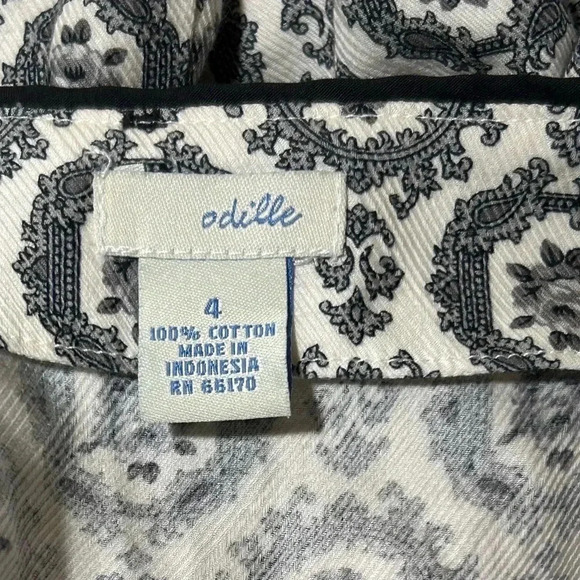 odille
4
100% COTTON
MADE IN
INDONESIA
RN 66170